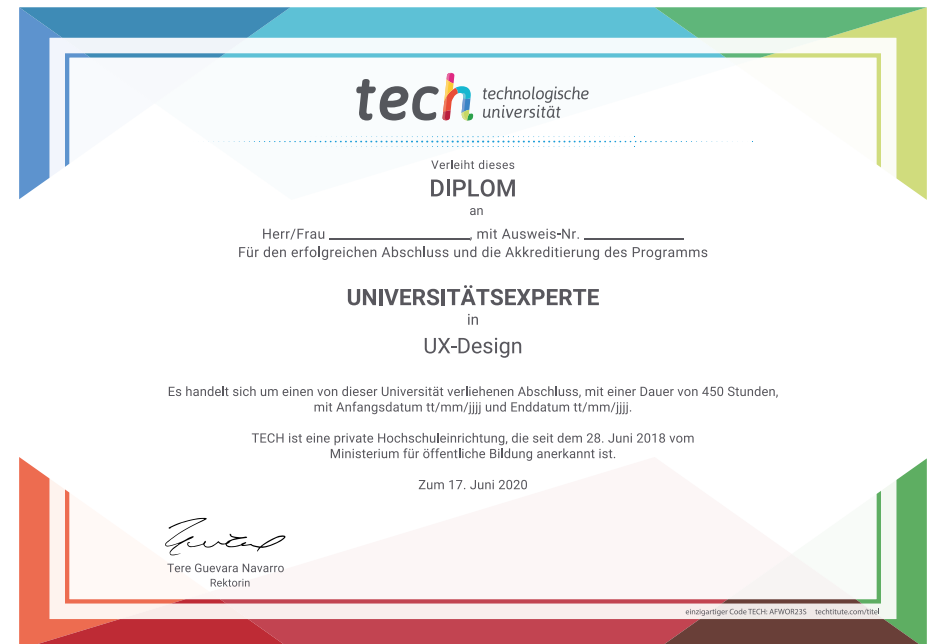 tech technologische
universität
Verleiht dieses
DIPLOM
an
Herr/Frau ____________, mit Ausweis-Nr. ____________
Für den erfolgreichen Abschluss und die Akkreditierung des Programms
UNIVERSITÄTSEXPERTE
in
UX-Design
Es handelt sich um einen von dieser Universität verliehenen Abschluss, mit einer Dauer von 450 Stunden,
mit Anfangsdatum tt/mm/jjjj und Enddatum tt/mm/jjjj.
TECH ist eine private Hochschuleinrichtung, die seit dem 28. Juni 2018 vom
Ministerium für öffentliche Bildung anerkannt ist.
Zum 17. Juni 2020
Tere Guevara Navarro
Rektorin
einzigartiger Code TECH: AFWOR23S techtitute.com/titel